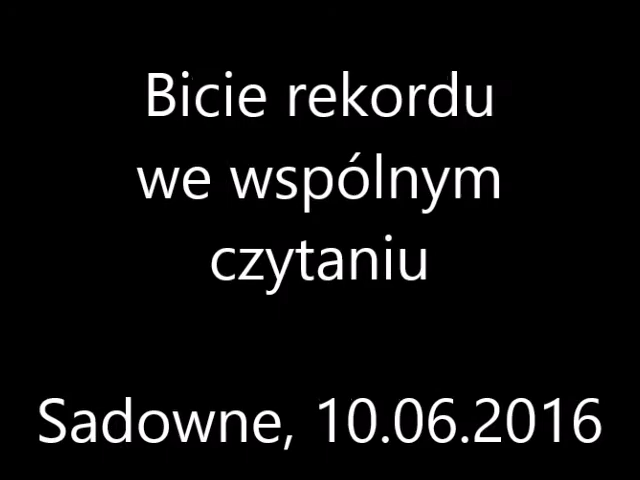 Bicie rekordu
we wspólnym
czytaniu
Sadowne, 10.06.2016